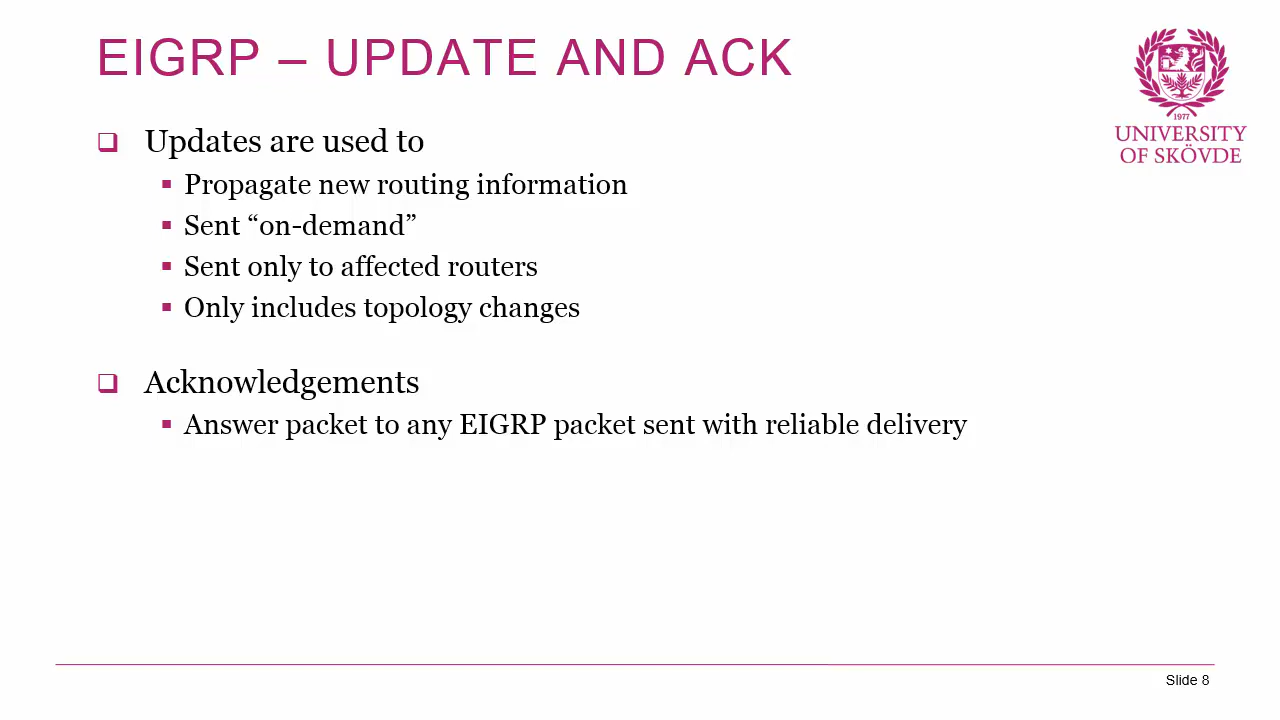 EIGRP – UPDATE AND ACK
1977
UNIVERSITY
OF SKÖVDE
Updates are used to
Propagate new routing information
Sent “on-demand”
Sent only to affected routers
Only includes topology changes
Acknowledgements
Answer packet to any EIGRP packet sent with reliable delivery
Slide 8